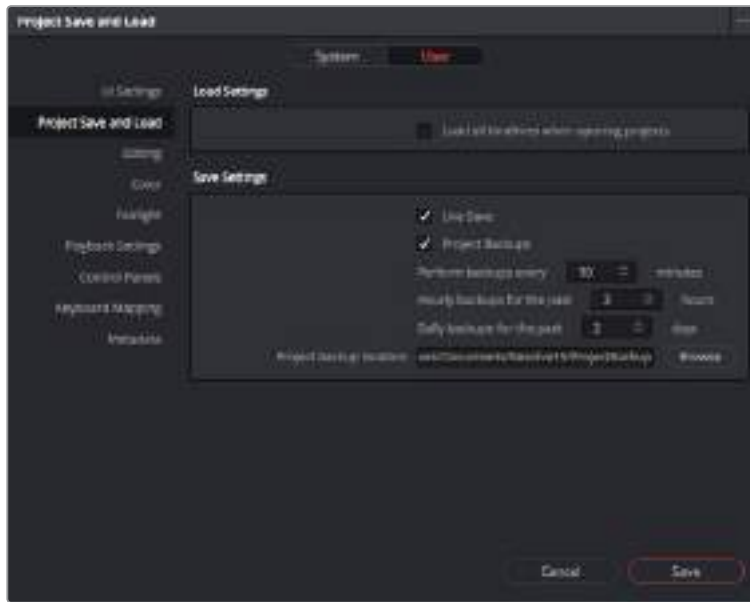 Project Save and Load
System User
UI Settings
Load Settings
Project Save and Load
Load all timelines when opening projects
Editing
Save Settings
Color
Fairlight
Live Save
Playback Settings
Project Backups
Control Panels
Perform backups every 10 minutes
Keyboard Mapping
Hourly backups for the past hours
Metadata
Daily backups for the past days
Project backup location Browse
Cancel Save